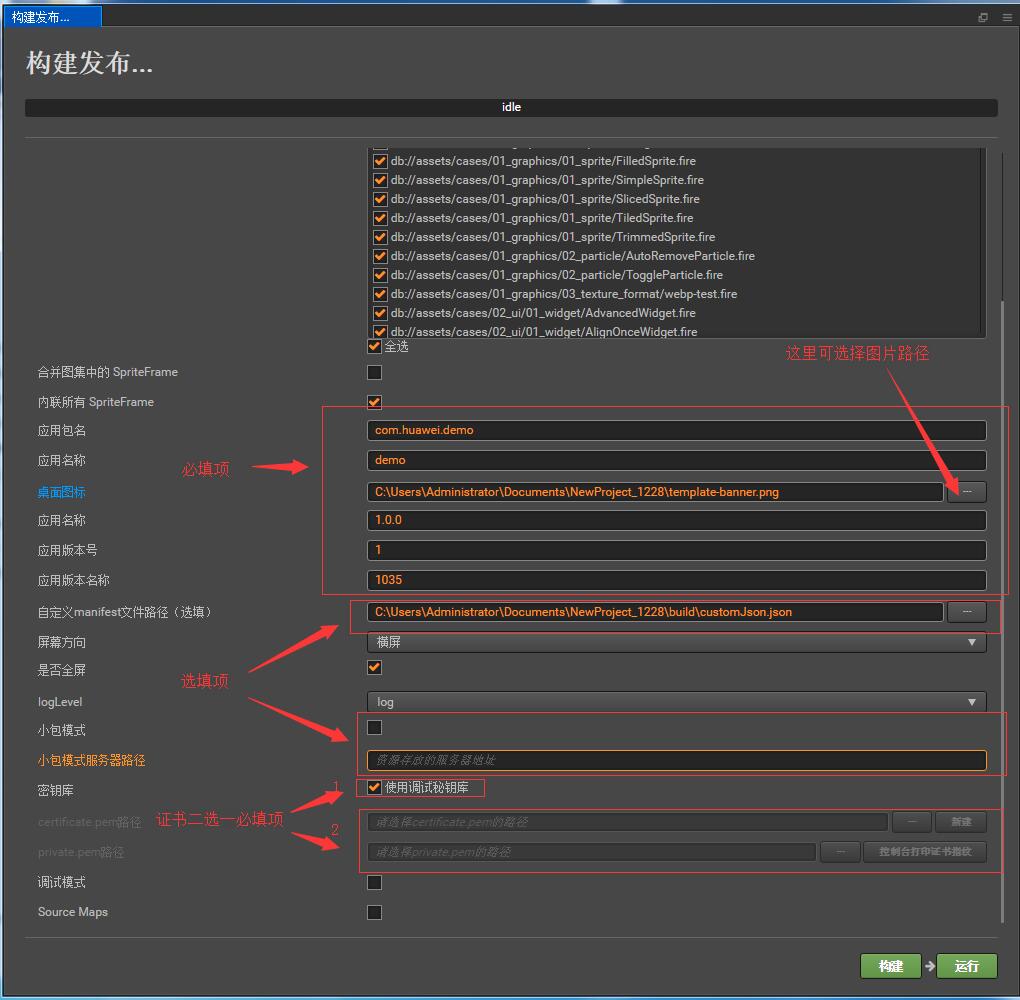 构建发布...
构建发布...
idle
db://assets/cases/01_graphics/01_sprite/FilledSprite.fire
db://assets/cases/01_graphics/01_sprite/SimpleSprite.fire
db://assets/cases/01_graphics/01_sprite/SlicedSprite.fire
db://assets/cases/01_graphics/01_sprite/TiledSprite.fire
db://assets/cases/01_graphics/01_sprite/TrimmedSprite.fire
db://assets/cases/01_graphics/02_particle/AutoRemoveParticle.fire
db://assets/cases/01_graphics/02_particle/ToggleParticle.fire
db://assets/cases/01_graphics/03_texture_format/webp-test.fire
db://assets/cases/02_ui/01_widget/AdvancedWidget.fire
db://assets/cases/02_ui/01_widget/AlignOnceWidget.fire
全选
这里可选择图片路径
合并图集中的 SpriteFrame
内联所有 SpriteFrame
应用包名 com.huawei.demo
应用名称 demo
必填项
桌面图标 C:\Users\Administrator\Documents\NewProject_1228\template-banner.png ...
应用名称 1.0.0
应用版本号 1
应用版本名称 1035
自定义manifest文件路径（选填） C:\Users\Administrator\Documents\NewProject_1228\build\customJson.json ...
屏幕方向 横屏
是否全屏
选填项
logLevel log
小包模式
小包模式服务器路径 资源存放的服务器地址
密钥库 1 使用调试秘钥库
证书二选一必填项
certificate.pem路径 请选择certificate.pem的路径 ... 新建
2
private.pem路径 请选择private.pem的路径 ... 控制台打印证书指纹
调试模式
Source Maps
构建 运行